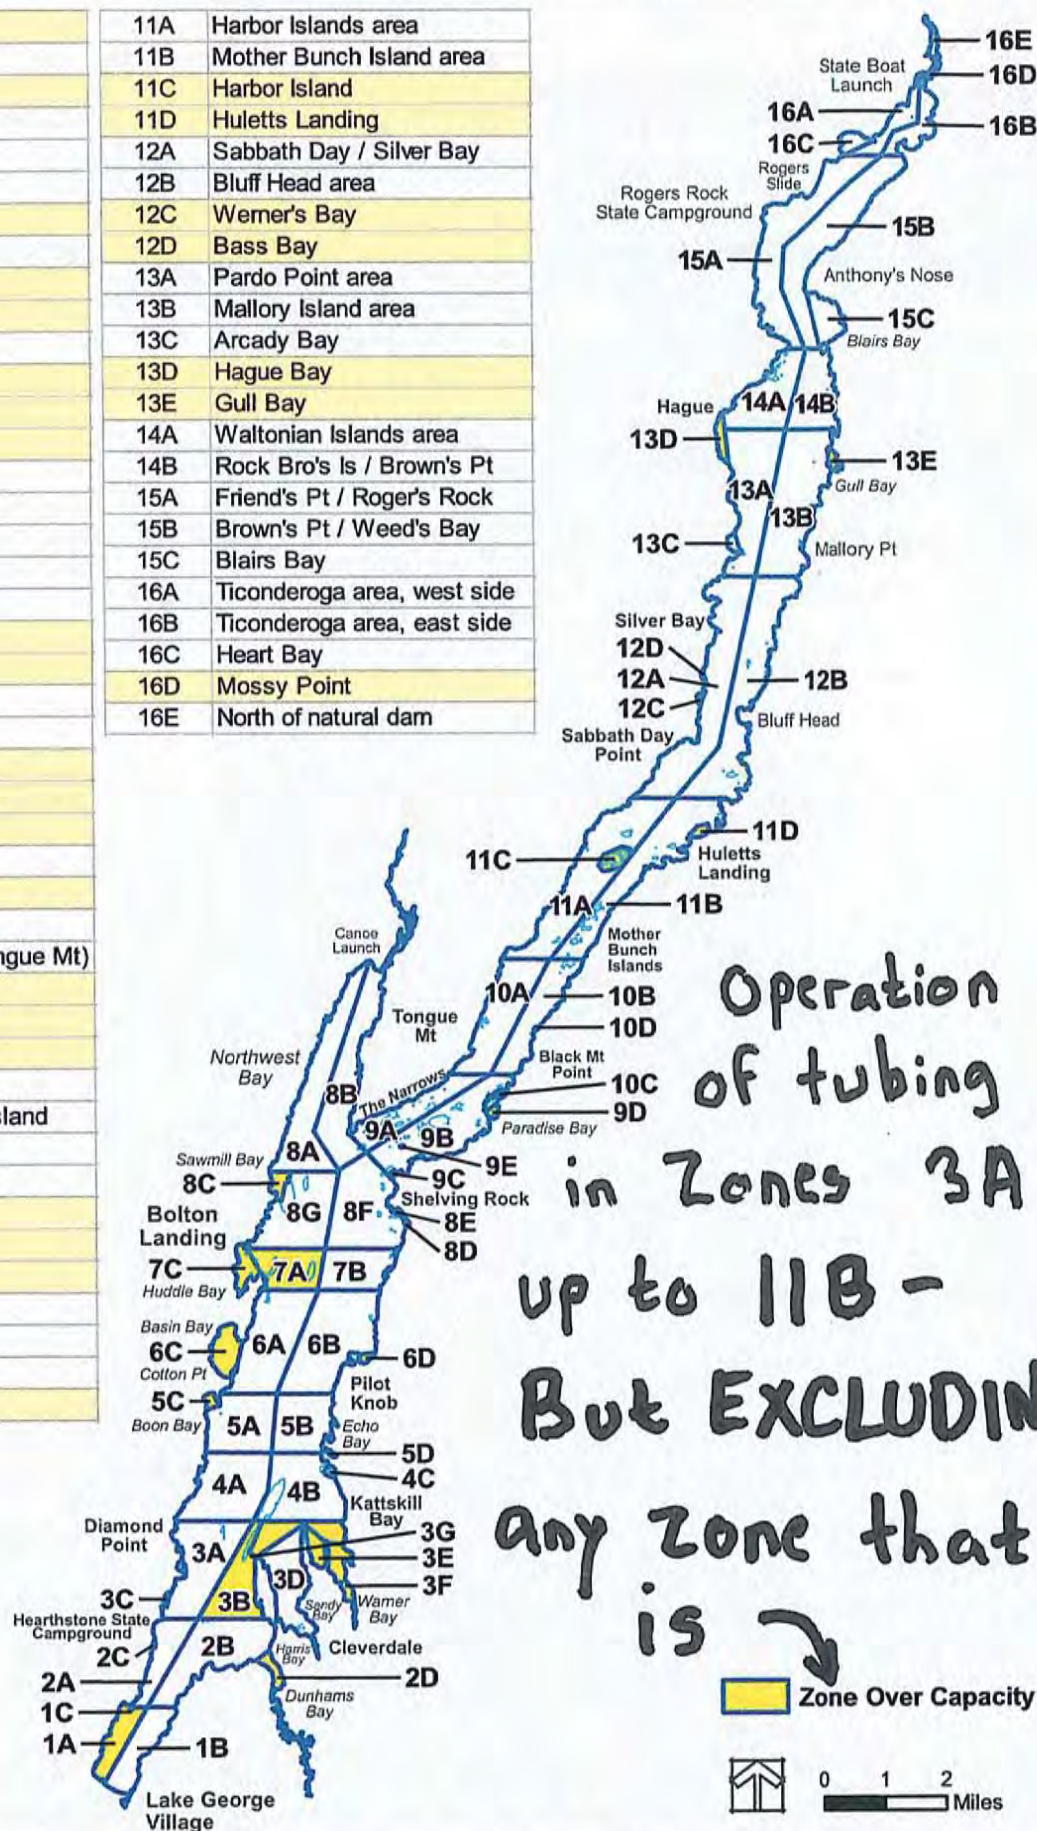 11A Harbor Islands area
11B Mother Bunch Island area
11C Harbor Island
11D Huletts Landing
12A Sabbath Day / Silver Bay
12B Bluff Head area
12C Werner's Bay
12D Bass Bay
13A Pardo Point area
13B Mallory Island area
13C Arcady Bay
13D Hague Bay
13E Gull Bay
14A Waltonian Islands area
14B Rock Bro's Is / Brown's Pt
15A Friend's Pt / Roger's Rock
15B Brown's Pt / Weed's Bay
15C Blairs Bay
16A Ticonderoga area, west side
16B Ticonderoga area, east side
16C Heart Bay
16D Mossy Point
16E North of natural dam
ngue Mt)
sland
16E
State Boat
Launch
16D
16A
16B
16C
Rogers
Slide
Rogers Rock
State Campground
15B
15A
Anthony's Nose
15C
Blairs Bay
Hague
14A
14B
13D
13E
Gull Bay
13A
13B
13C
Mallory Pt
Silver Bay
12D
12A
12B
12C
Bluff Head
Sabbath Day
Point
11D
11C
Huletts
Landing
11A
11B
Mother
Bunch
Islands
Canoe
Launch
10A
10B
10D
Tongue
Mt
Northwest
Bay
Black Mt
Point
The Narrows
10C
8B
9D
9A
9B
Paradise Bay
8A
9E
Sawmill Bay
9C
8C
Shelving Rock
8G
8F
8E
Bolton
Landing
8D
7C
7A
7B
Huddle Bay
Basin Bay
6A
6B
6C
6D
Cotton Pt
Pilot
Knob
5C
Boon Bay
5A
5B
Echo
Bay
5D
4C
4A
4B
Kattskill
Bay
Diamond
Point
3G
3A
3E
3D
3F
3C
3B
Sandy
Bay
Warner
Bay
Hearthstone State
Campground
2B
Harris
Bay
Cleverdale
2C
2A
2D
Dunhams
Bay
1C
1A
1B
Lake George
Village
Operation
of tubing
in Zones 3A
up to 11B -
But EXCLUDIN
any zone that
is
Zone Over Capacity
0 1 2
Miles